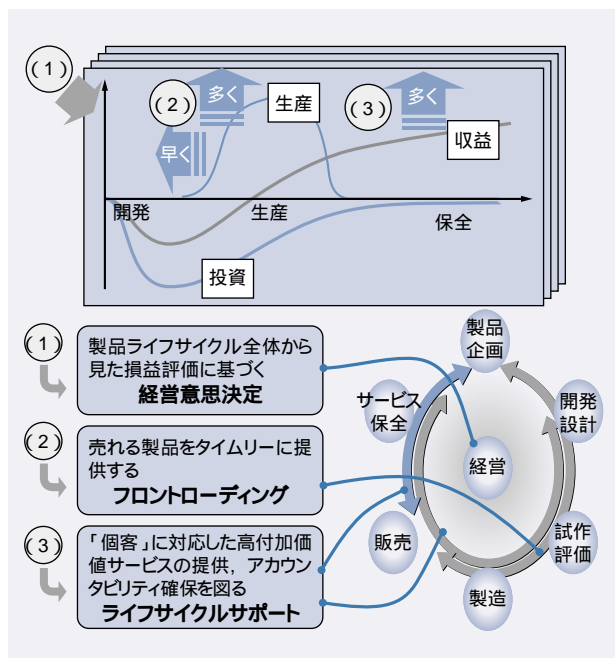 (1)
(2)
多く
生産
(3)
多く
早く
収益
開発
生産
保全
投資
(1)
製品ライフサイクル全体から
見た損益評価に基づく
経営意思決定
(2)
売れる製品をタイムリーに提
供する
フロントローディング
(3)
「個客」に対応した高付加価
値サービスの提供，アカウン
タビリティ確保を図る
ライフサイクルサポート
製品
企画
サービス
保全
開発
設計
経営
販売
試作
評価
製造